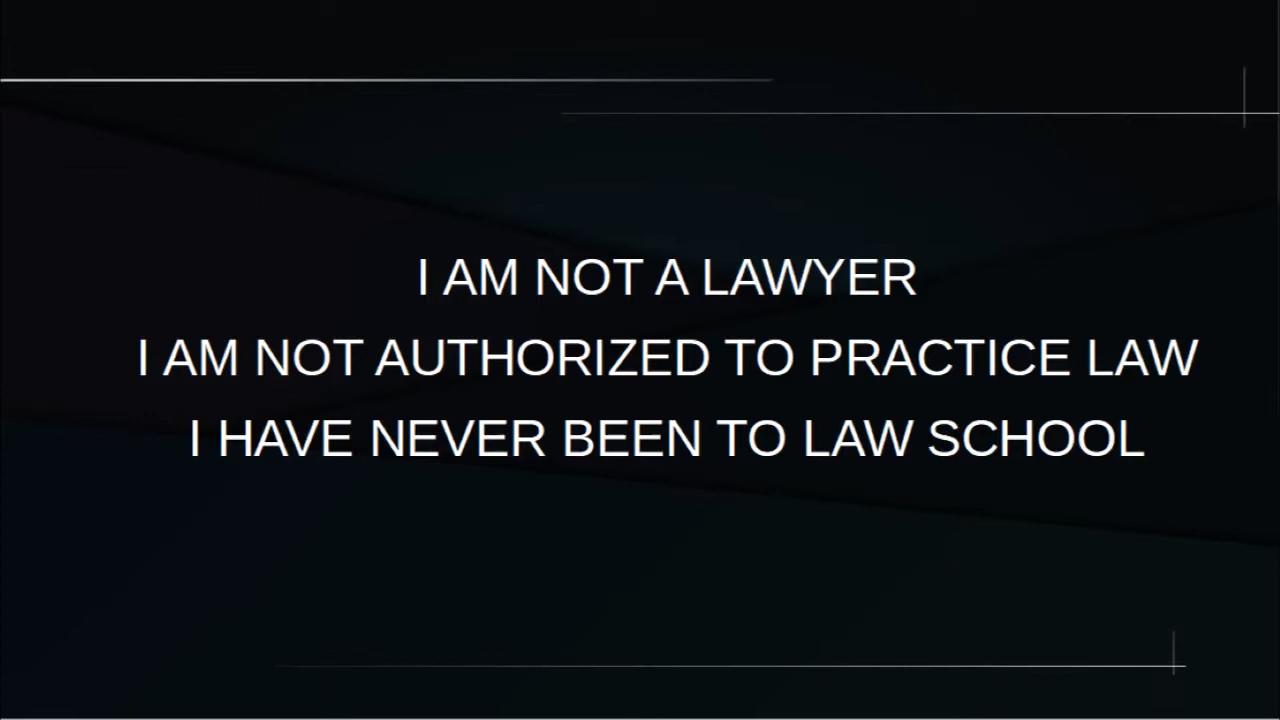 I AM NOT A LAWYER
I AM NOT AUTHORIZED TO PRACTICE LAW
I HAVE NEVER BEEN TO LAW SCHOOL